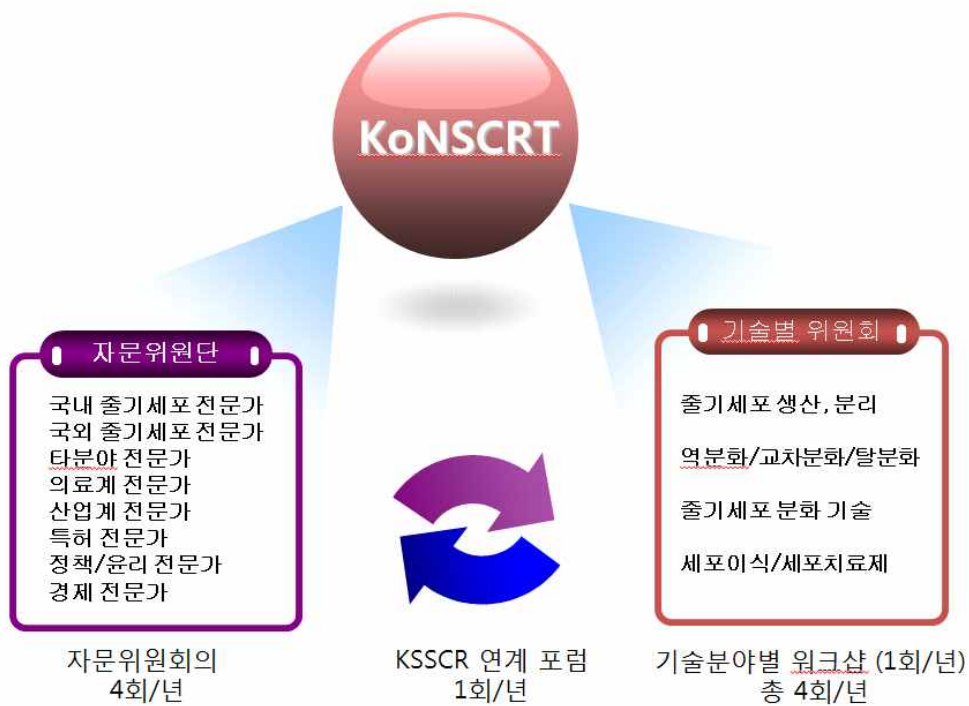 KoNSCRT
자문위원단
국내 줄기세포 전문가
국외 줄기세포 전문가
타분야 전문가
의료계 전문가
산업계 전문가
특허 전문가
정책/윤리 전문가
경제 전문가
자문위원회의
4회/년
KSSCR 연계 포럼
1회/년
기술별 위원회
줄기세포 생산, 분리
역분화/교차분화/탈분화
줄기세포 분화 기술
세포이식/세포치료제
기술분야별 워크샵 (1회/년)
총 4회/년